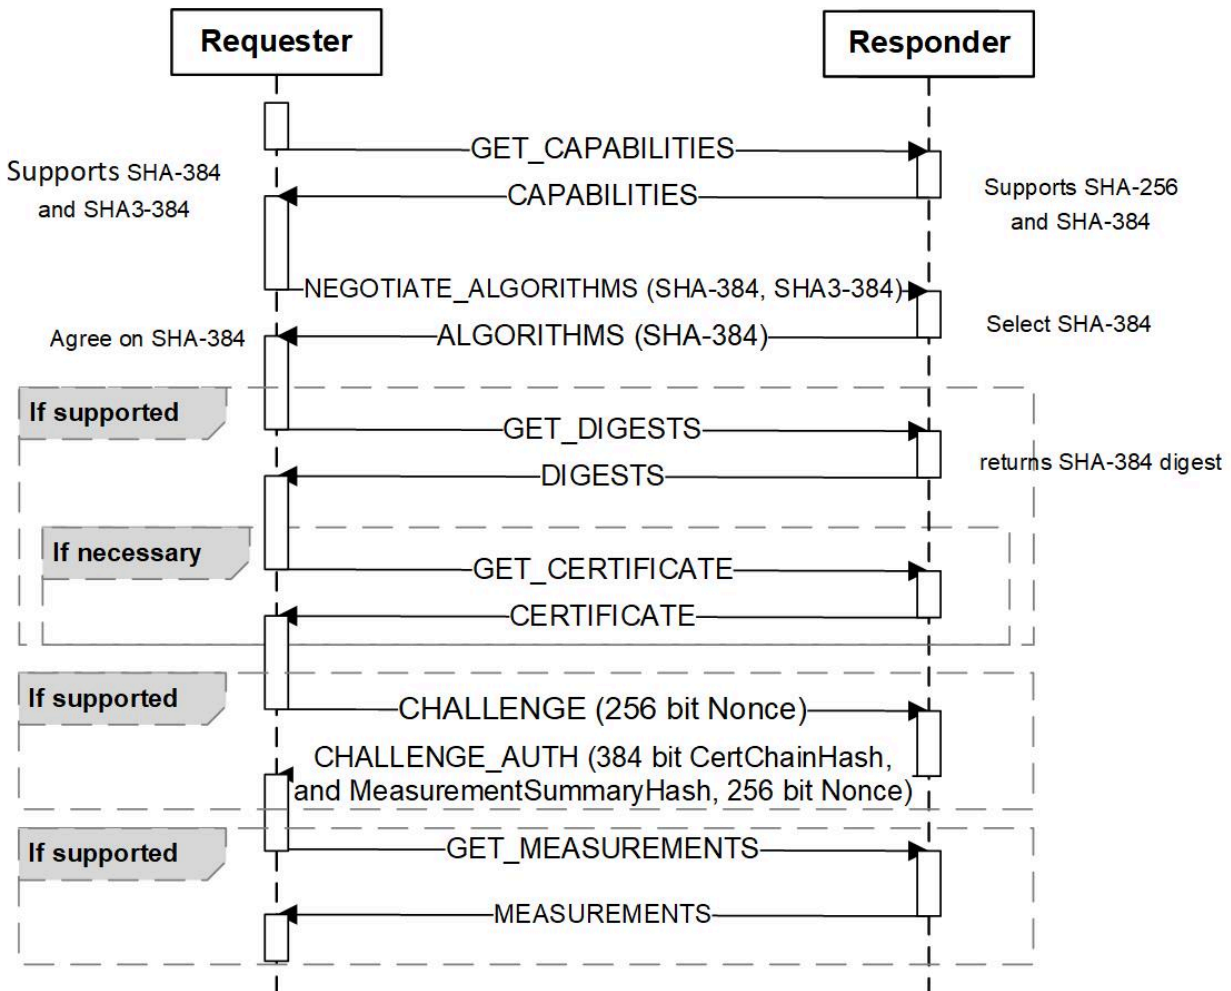 Requester
Responder
GET_CAPABILITIES
Supports SHA-384
and SHA3-384
CAPABILITIES
Supports SHA-256
and SHA-384
NEGOTIATE_ALGORITHMS (SHA-384, SHA3-384)
Agree on SHA-384
ALGORITHMS (SHA-384)
Select SHA-384
If supported
GET_DIGESTS
DIGESTS
returns SHA-384 digest
If necessary
GET_CERTIFICATE
CERTIFICATE
If supported
CHALLENGE (256 bit Nonce)
CHALLENGE_AUTH (384 bit CertChainHash,
and MeasurementSummaryHash, 256 bit Nonce)
If supported
GET_MEASUREMENTS
MEASUREMENTS